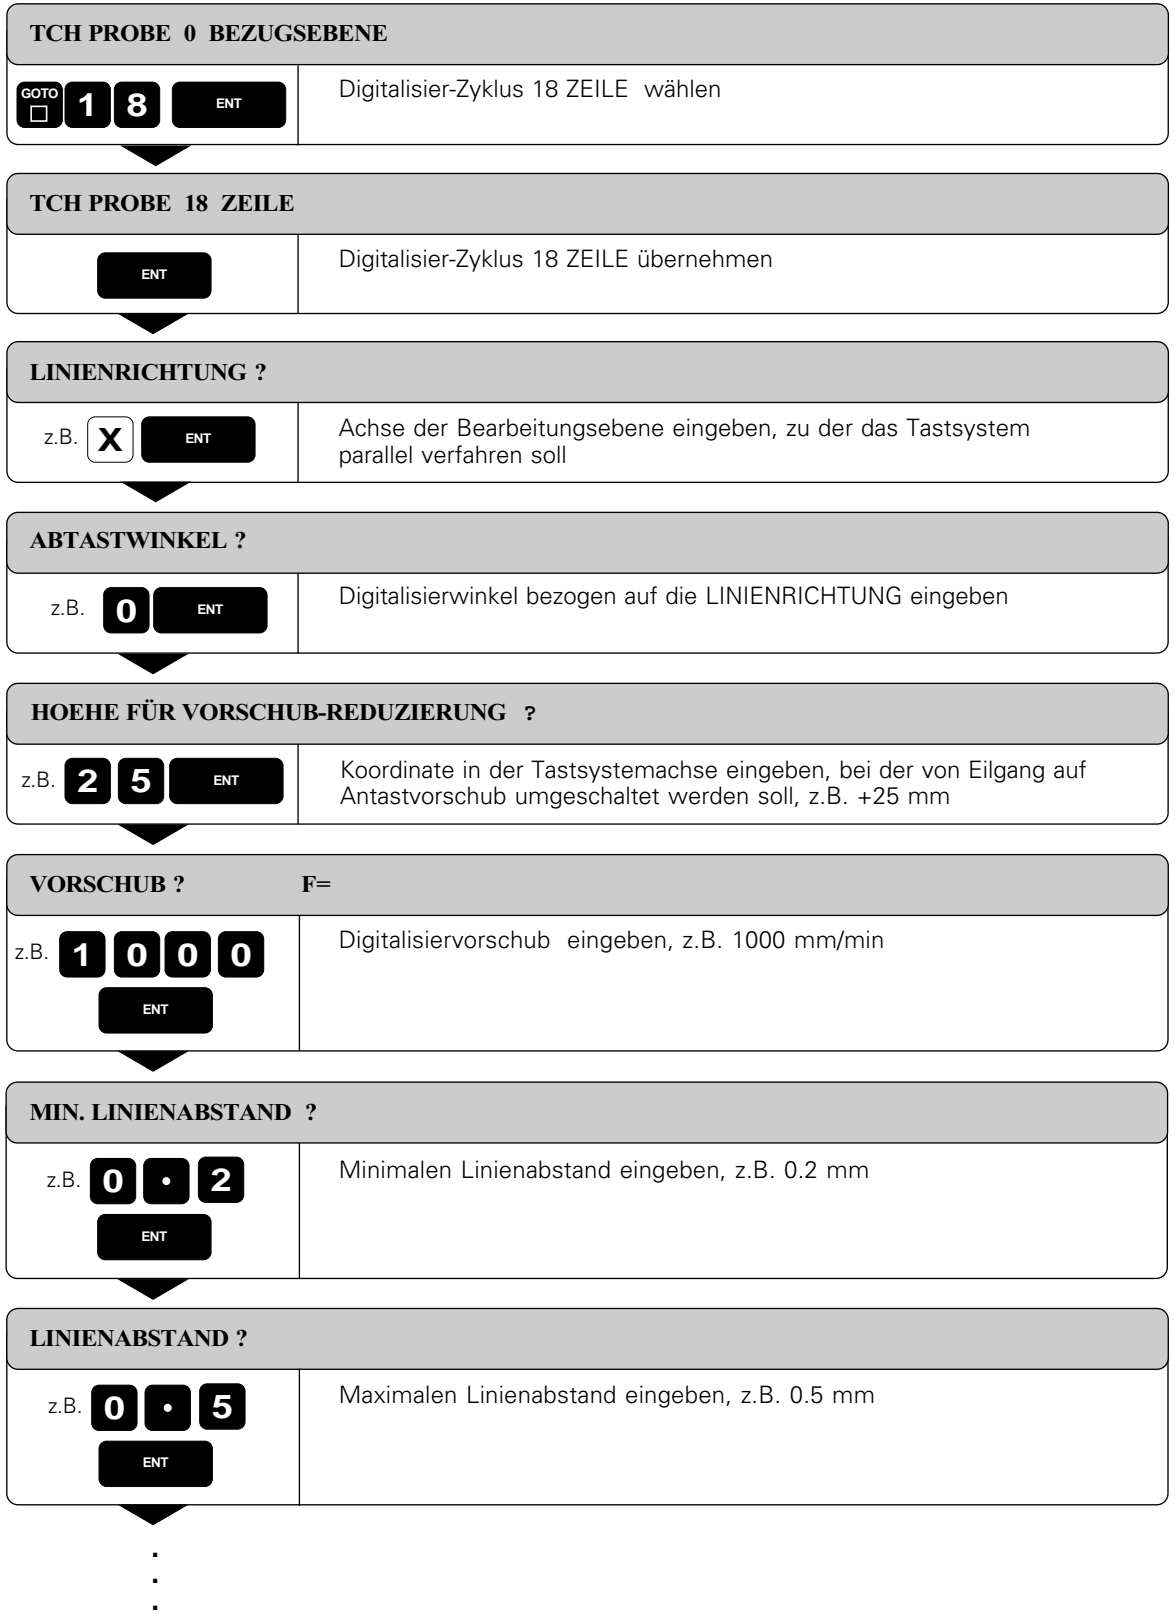 TCH PROBE 0 BEZUGSEBENE
GOTO 1 8 ENT
Digitalisier-Zyklus 18 ZEILE wählen
TCH PROBE 18 ZEILE
ENT
Digitalisier-Zyklus 18 ZEILE übernehmen
LINIENRICHTUNG ?
z.B. X ENT
Achse der Bearbeitungsebene eingeben, zu der das Tastsystem
parallel verfahren soll
ABTASTWINKEL ?
z.B. 0 ENT
Digitalisierwinkel bezogen auf die LINIENRICHTUNG eingeben
HOEHE FÜR VORSCHUB-REDUZIERUNG ?
z.B. 2 5 ENT
Koordinate in der Tastsystemachse eingeben, bei der von Eilgang auf
Antastvorschub umgeschaltet werden soll, z.B. +25 mm
VORSCHUB ? F=
z.B. 1 0 0 0
ENT
Digitalisiervorschub eingeben, z.B. 1000 mm/min
MIN. LINIENABSTAND ?
z.B. 0 . 2
ENT
Minimalen Linienabstand eingeben, z.B. 0.2 mm
LINIENABSTAND ?
z.B. 0 . 5
ENT
Maximalen Linienabstand eingeben, z.B. 0.5 mm
.
.
.